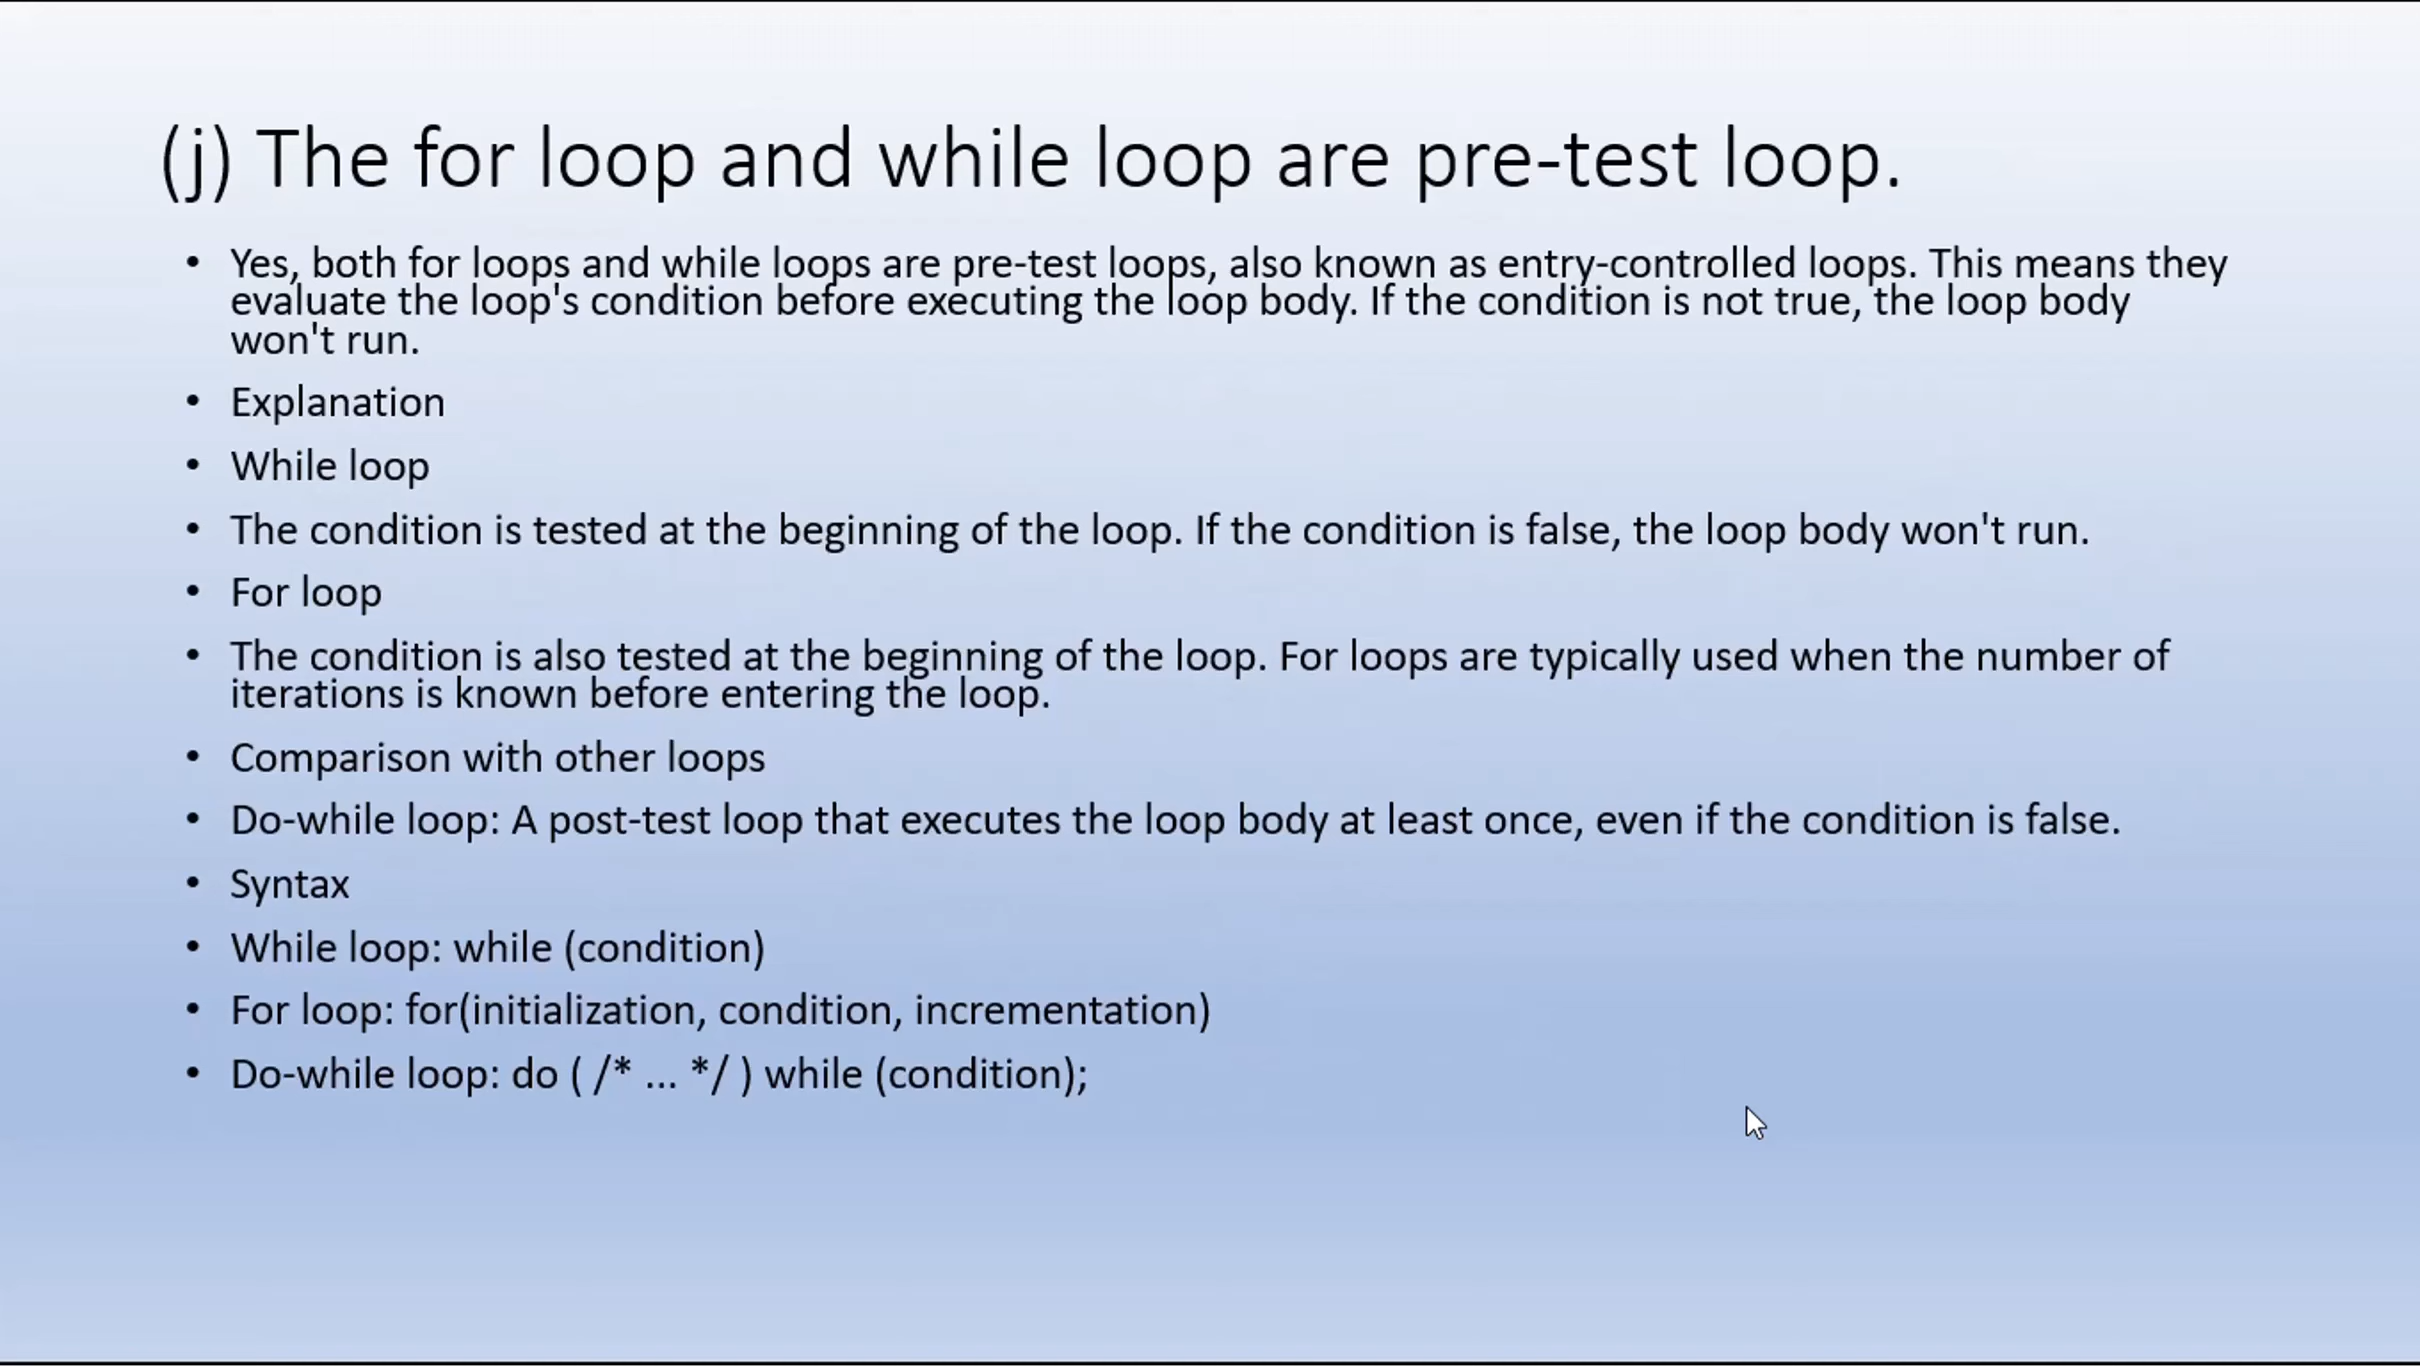 (j) The for loop and while loop are pre-test loop.
• Yes, both for loops and while loops are pre-test loops, also known as entry-controlled loops. This means they
evaluate the loop's condition before executing the loop body. If the condition is not true, the loop body
won't run.
• Explanation
• While loop
• The condition is tested at the beginning of the loop. If the condition is false, the loop body won't run.
• For loop
• The condition is also tested at the beginning of the loop. For loops are typically used when the number of
iterations is known before entering the loop.
• Comparison with other loops
• Do-while loop: A post-test loop that executes the loop body at least once, even if the condition is false.
• Syntax
• While loop: while (condition)
• For loop: for(initialization, condition, incrementation)
• Do-while loop: do ( /* ... */ ) while (condition);